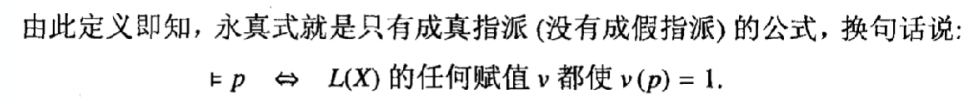 由此定义即知, 永真式就是只有成真指派 (没有成假指派) 的公式, 换句话说:
⊨ p ⇔ L(X) 的任何赋值 v 都使 v(p) = 1.